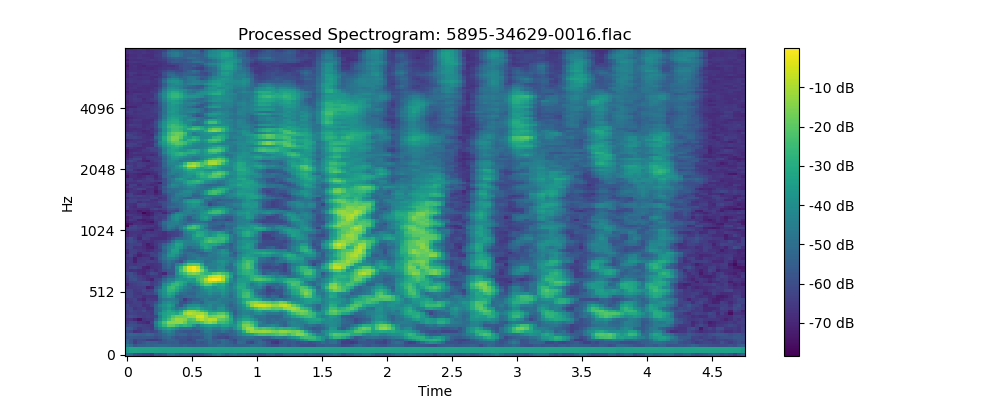 Processed Spectrogram: 5895-34629-0016.flac
Hz
4096
2048
1024
512
0
0 0.5 1 1.5 2 2.5 3 3.5 4 4.5
Time
-10 dB
-20 dB
-30 dB
-40 dB
-50 dB
-60 dB
-70 dB